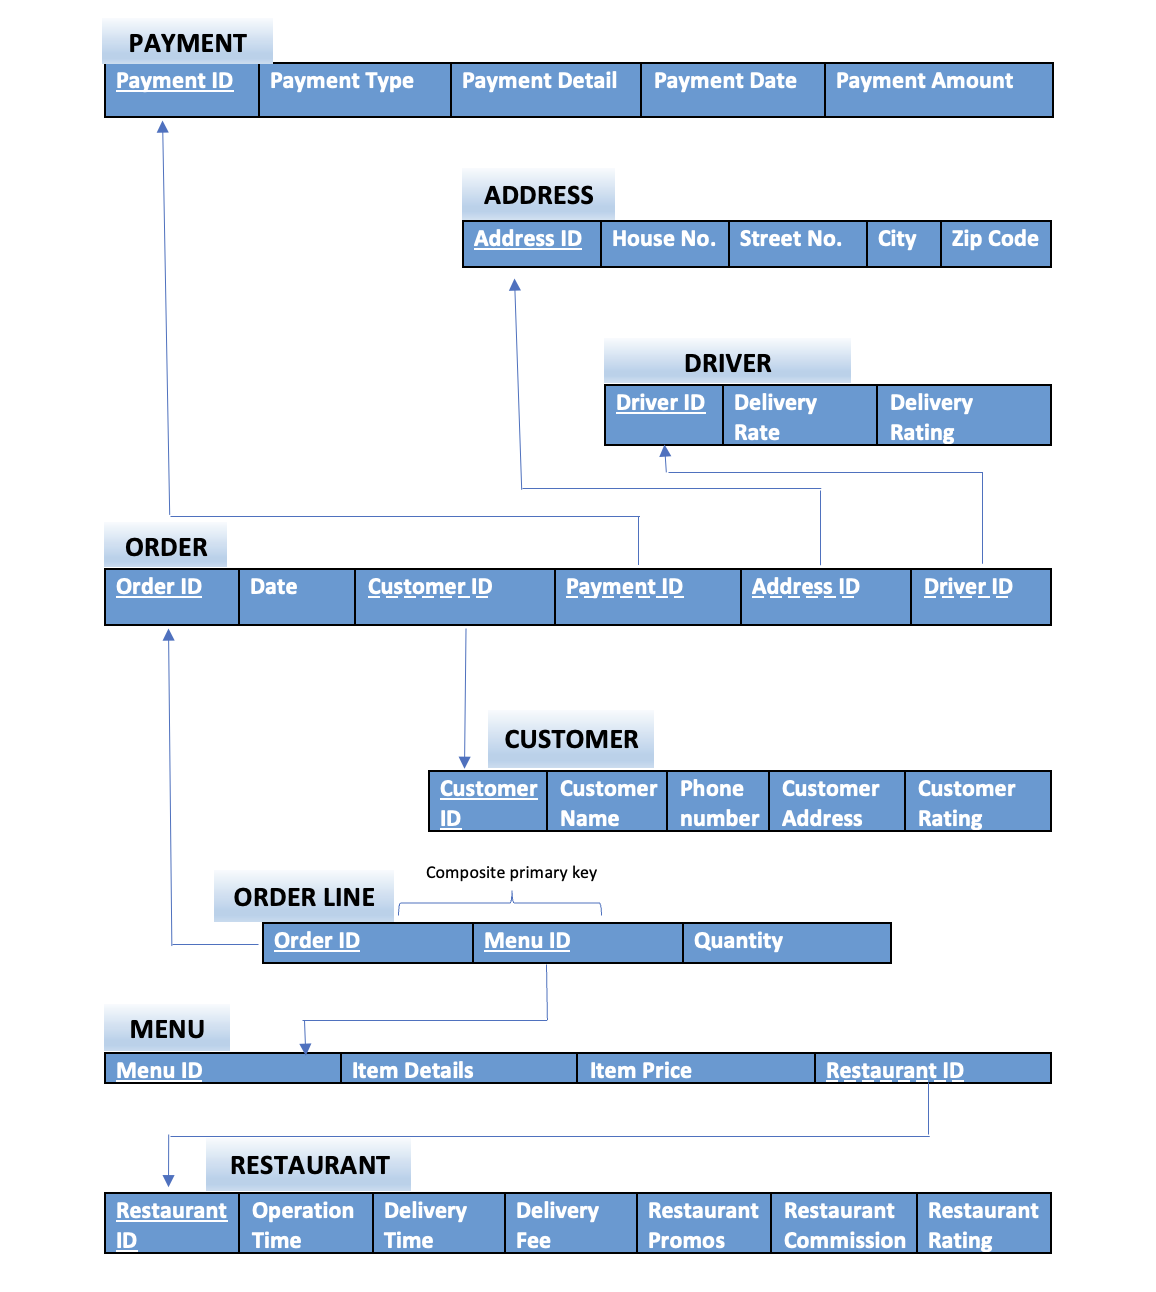 PAYMENT
Payment ID Payment Type Payment Detail Payment Date Payment Amount
ADDRESS
Address ID House No. Street No. City Zip Code
DRIVER
Driver ID Delivery Delivery
Rate Rating
ORDER
Order ID Date Customer ID Payment ID Address ID Driver ID
CUSTOMER
Customer Customer Phone Customer Customer
ID Name number Address Rating
Composite primary key
ORDER LINE
Order ID Menu ID Quantity
MENU
Menu ID Item Details Item Price Restaurant ID
RESTAURANT
Restaurant Operation Delivery Delivery Restaurant Restaurant Restaurant
ID Time Time Fee Promos Commission Rating